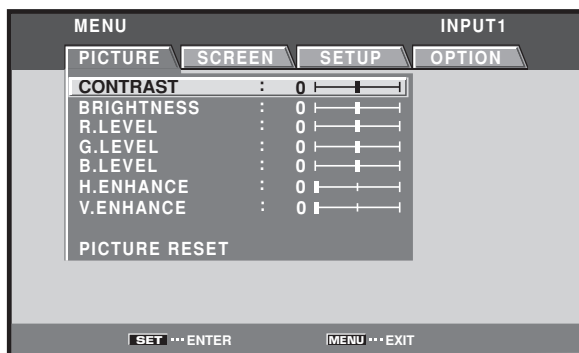 MENU INPUT1
PICTURE SCREEN SETUP OPTION
CONTRAST : 0
BRIGHTNESS : 0
R.LEVEL : 0
G.LEVEL : 0
B.LEVEL : 0
H.ENHANCE : 0
V.ENHANCE : 0
PICTURE RESET
SET ···ENTER MENU ···EXIT